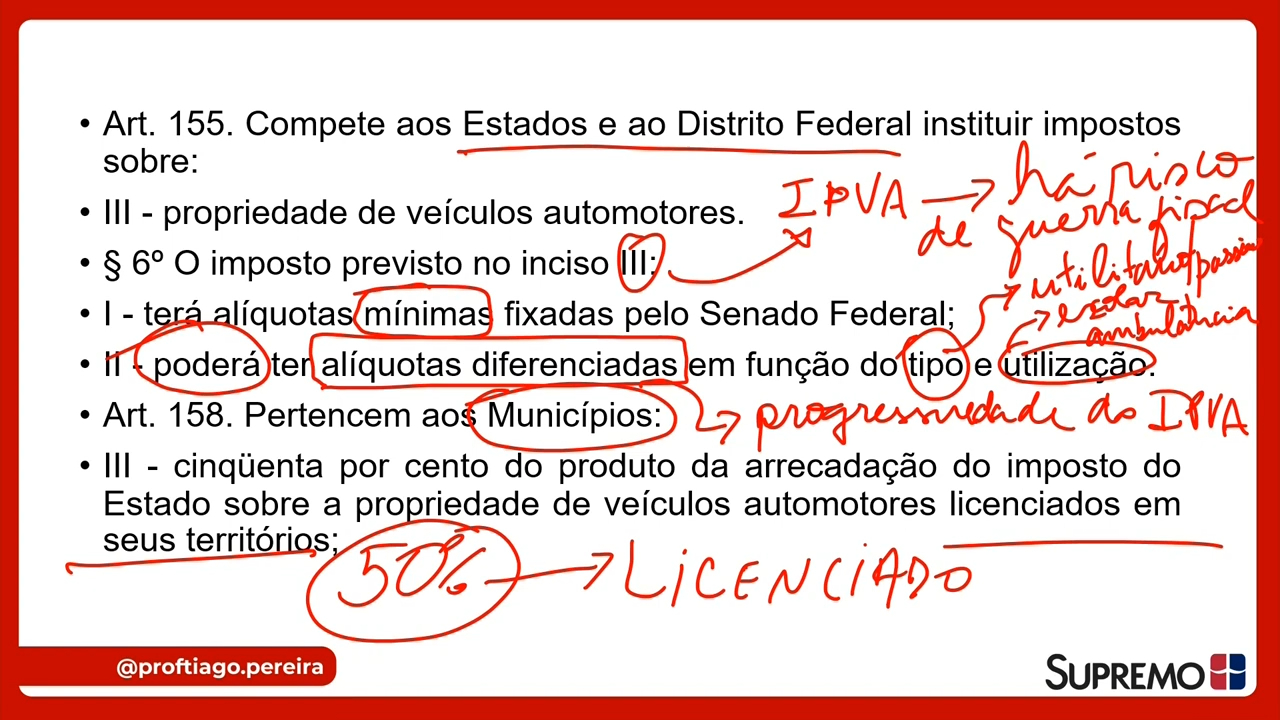 • Art. 155. Compete aos Estados e ao Distrito Federal instituir impostos
sobre:
• III - propriedade de veículos automotores.
IPVA → há risco
de guerra fiscal
• § 6º O imposto previsto no inciso III:
utilitário/
escolar
ambulância
• I - terá alíquotas mínimas fixadas pelo Senado Federal;
• II - poderá ter alíquotas diferenciadas em função do tipo e utilização.
• Art. 158. Pertencem aos Municípios:
progressividade do IPVA
• III - cinqüenta por cento do produto da arrecadação do imposto do
Estado sobre a propriedade de veículos automotores licenciados em
seus territórios;
50% → LICENCIADO
@proftiago.pereira
SUPREMO